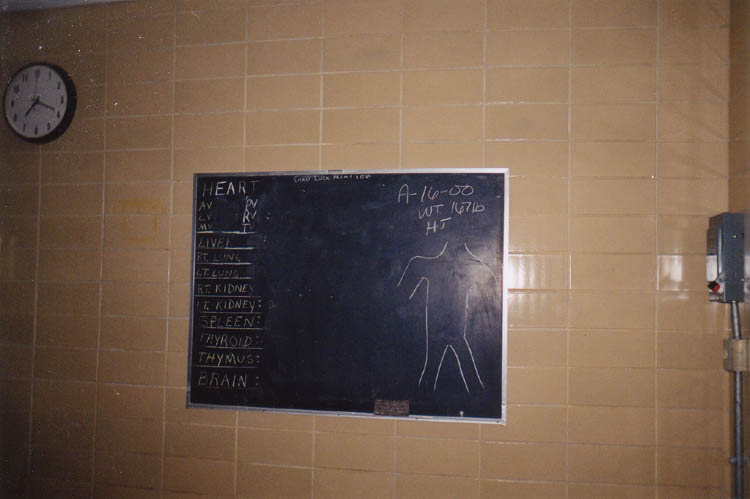 Good Luck
HEART
AV PV
LV RV
MV TV
LIVER
RT. LUNG
LT. LUNG
RT. KIDNEY
LT. KIDNEY:
SPLEEN:
THYROID:
THYMUS:
BRAIN:
A-16-00
WT 167lb
HT